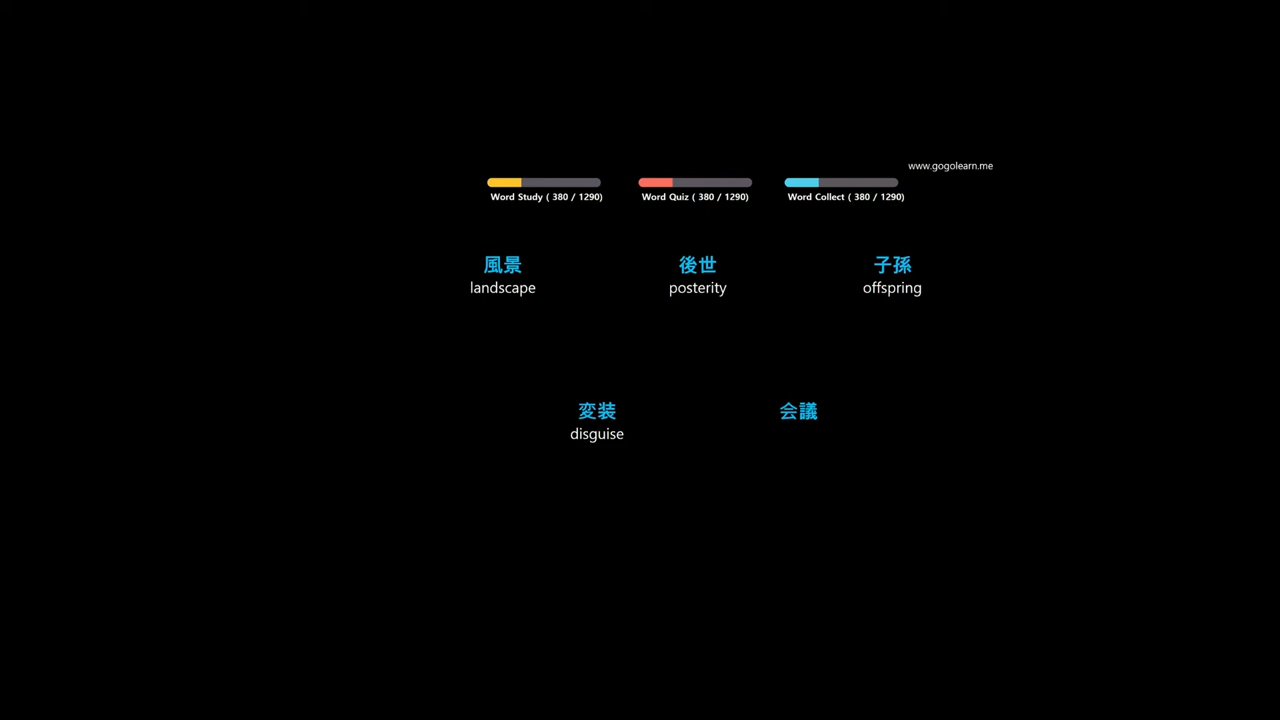 www.gogolearn.me
Word Study ( 380 / 1290)
Word Quiz ( 380 / 1290)
Word Collect ( 380 / 1290)
風景
landscape
後世
posterity
子孫
offspring
変装
disguise
会議